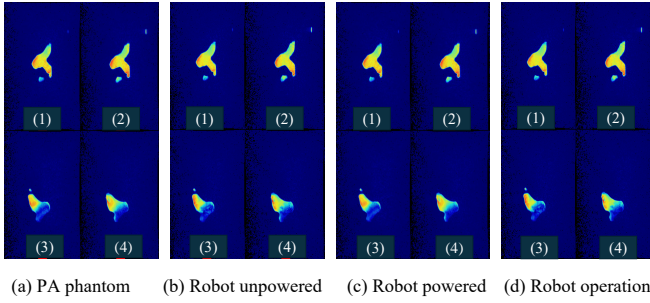 (1) (2) (1) (2) (1) (2) (1) (2)
(3) (4) (3) (4) (3) (4) (3) (4)
(a) PA phantom (b) Robot unpowered (c) Robot powered (d) Robot operation